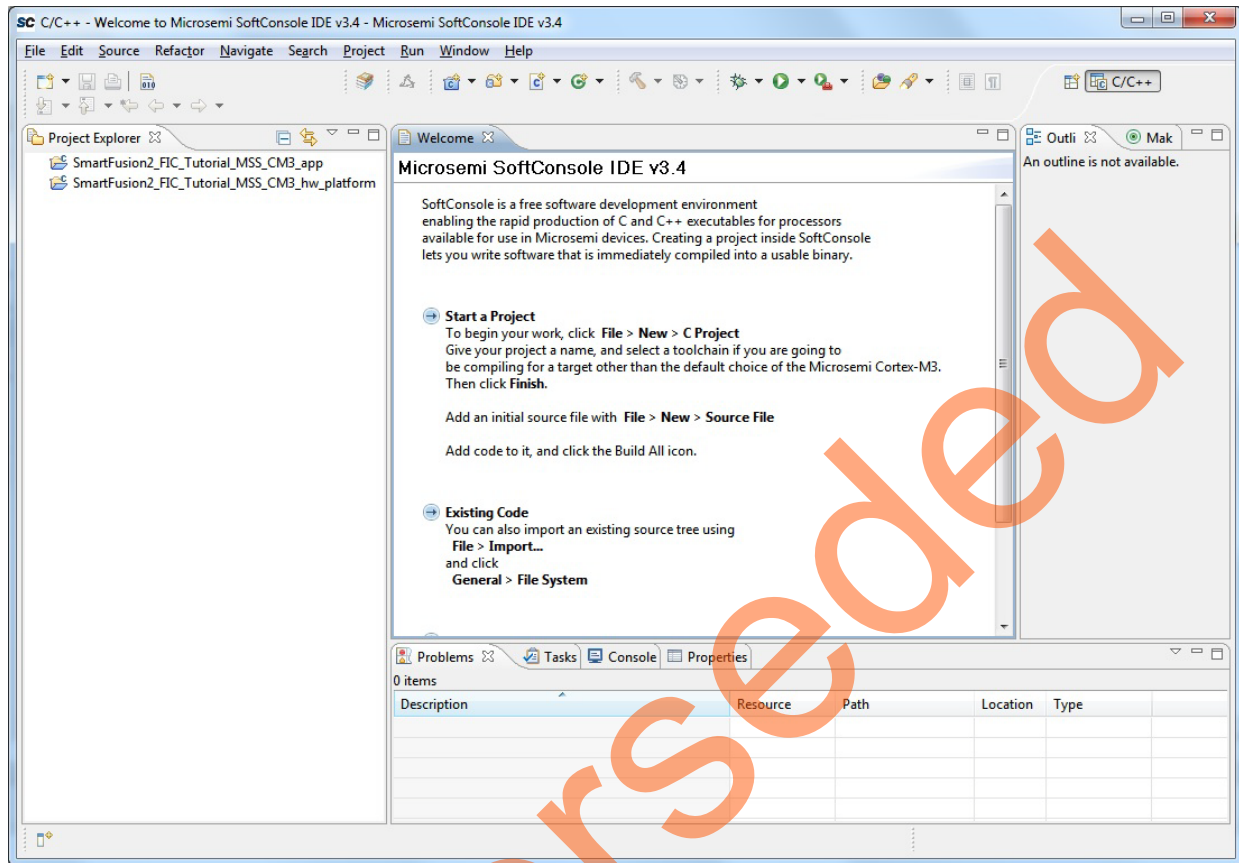 SC C/C++ - Welcome to Microsemi SoftConsole IDE v3.4 - Microsemi SoftConsole IDE v3.4
File Edit Source Refactor Navigate Search Project Run Window Help
C/C++
Project Explorer
SmartFusion2_FIC_Tutorial_MSS_CM3_app
SmartFusion2_FIC_Tutorial_MSS_CM3_hw_platform
Welcome
Microsemi SoftConsole IDE v3.4
SoftConsole is a free software development environment
enabling the rapid production of C and C++ executables for processors
available for use in Microsemi devices. Creating a project inside SoftConsole
lets you write software that is immediately compiled into a usable binary.
Start a Project
To begin your work, click File > New > C Project
Give your project a name, and select a toolchain if you are going to
be compiling for a target other than the default choice of the Microsemi Cortex-M3.
Then click Finish.
Add an initial source file with File > New > Source File
Add code to it, and click the Build All icon.
Existing Code
You can also import an existing source tree using
File > Import...
and click
General > File System
Outli Mak
An outline is not available.
Problems Tasks Console Properties
0 items
Description Resource Path Location Type
erseded